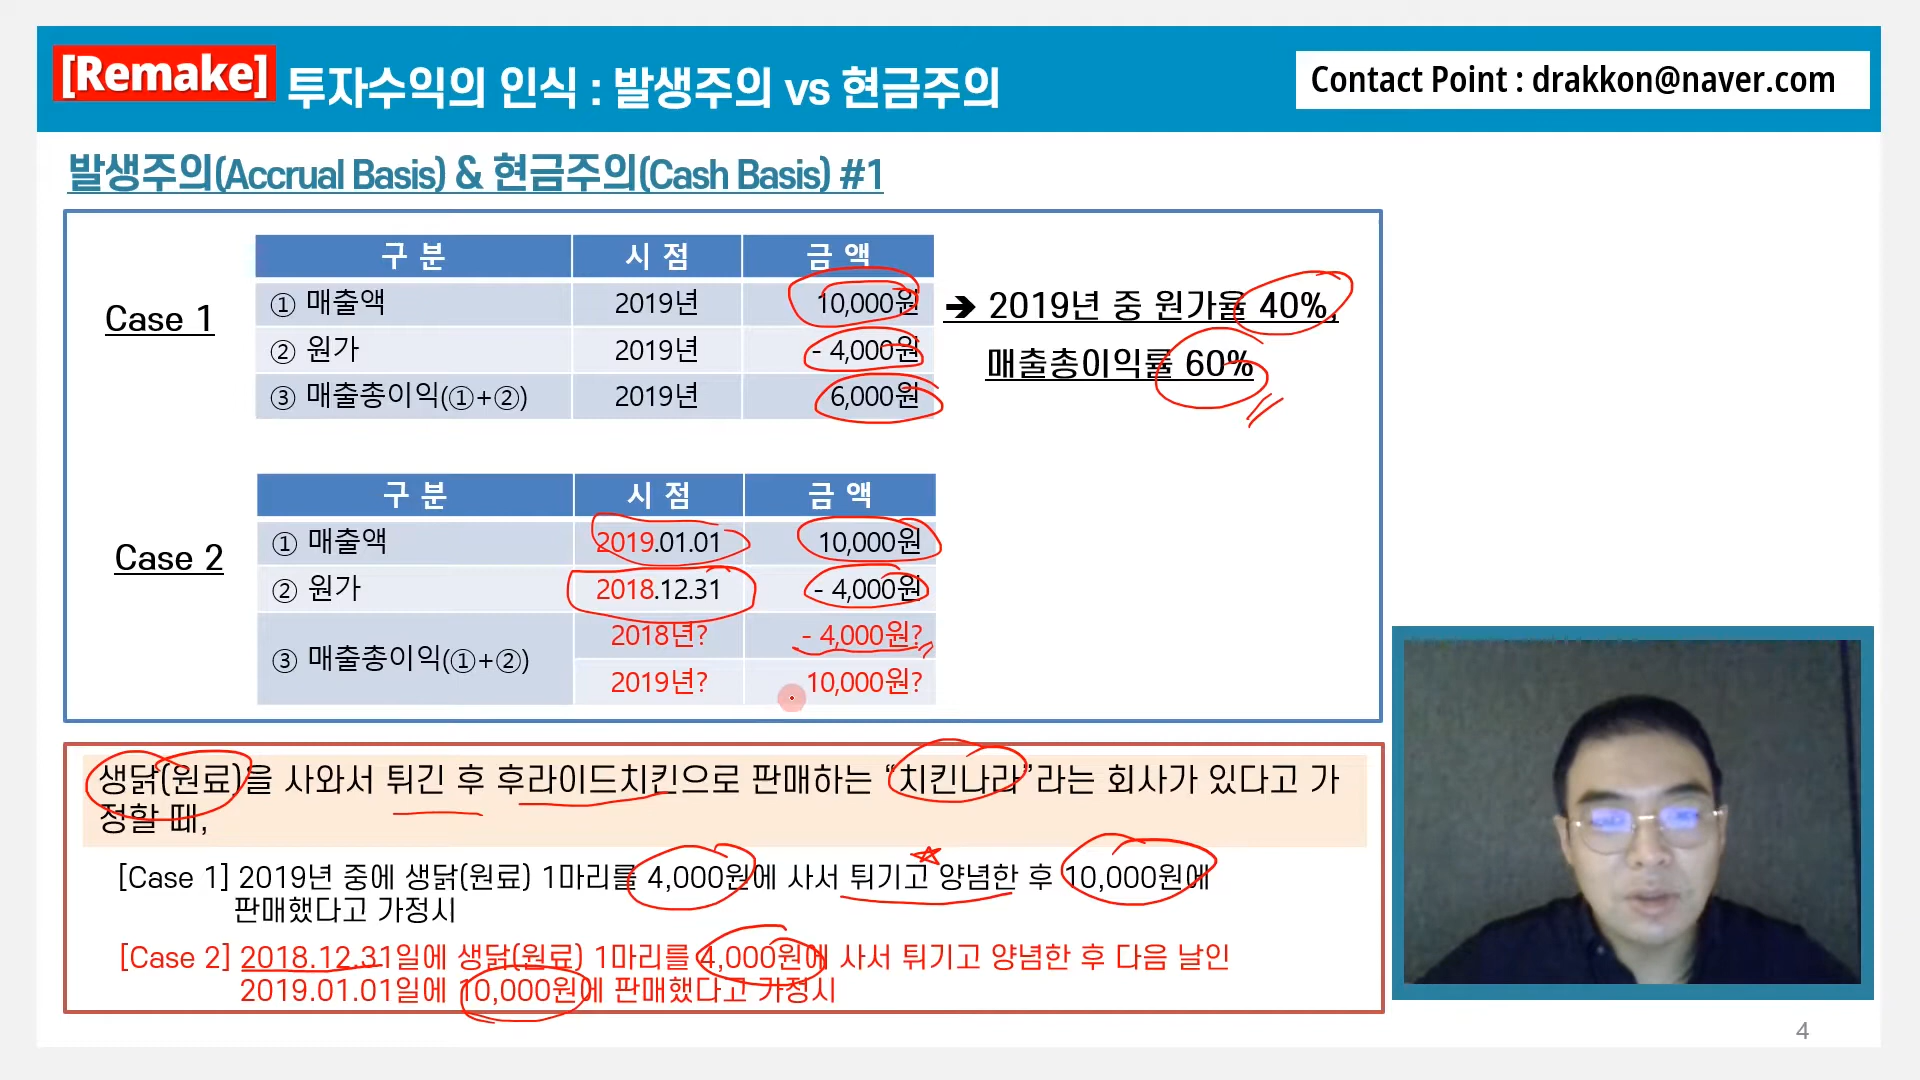 [Remake] 투자수익의 인식 : 발생주의 vs 현금주의
Contact Point : drakkon@naver.com
발생주의(Accrual Basis) & 현금주의(Cash Basis) #1
Case 1
구 분 시 점 금 액
① 매출액 2019년 10,000원
② 원가 2019년 - 4,000원
③ 매출총이익(①+②) 2019년 6,000원
➔ 2019년 중 원가율 40%,
매출총이익률 60%
Case 2
구 분 시 점 금 액
① 매출액 2019.01.01 10,000원
② 원가 2018.12.31 - 4,000원
③ 매출총이익(①+②)
2018년? - 4,000원?
2019년? 10,000원?
생닭(원료)을 사와서 튀긴 후 후라이드치킨으로 판매하는 “치킨나라”라는 회사가 있다고 가
정할 때,
[Case 1] 2019년 중에 생닭(원료) 1마리를 4,000원에 사서 튀기고 양념한 후 10,000원에
판매했다고 가정시
[Case 2] 2018.12.31일에 생닭(원료) 1마리를 4,000원에 사서 튀기고 양념한 후 다음 날인
2019.01.01일에 10,000원에 판매했다고 가정시
4